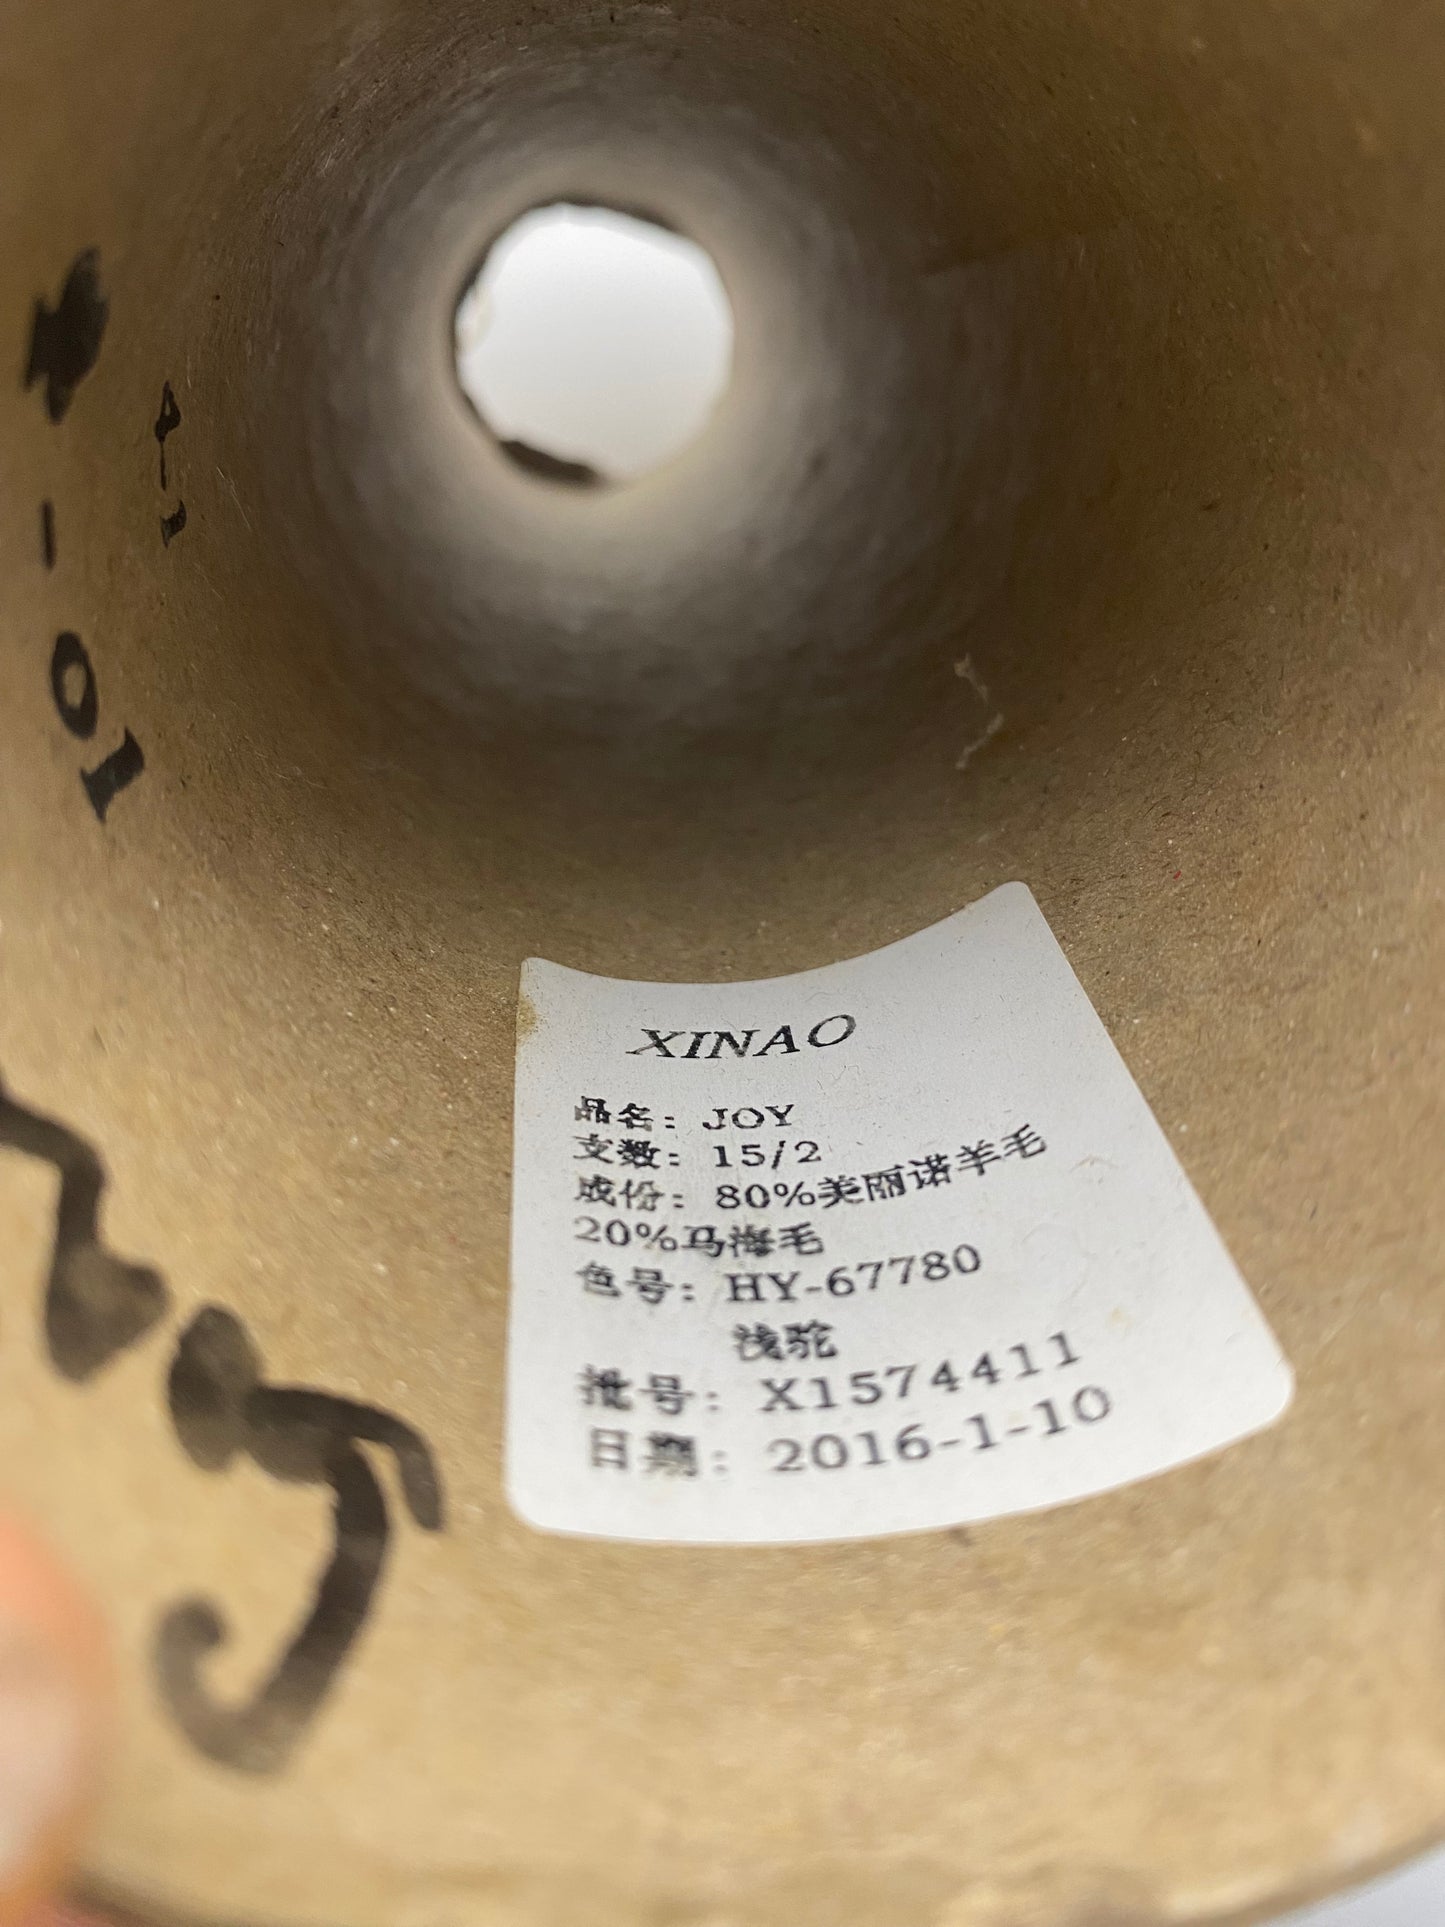 XINAO
品名: JOY
支数: 15/2
成份: 80%美丽诺羊毛
20%马海毛
色号: HY-67780
浅驼
批号: X1574411
日期: 2016-1-10